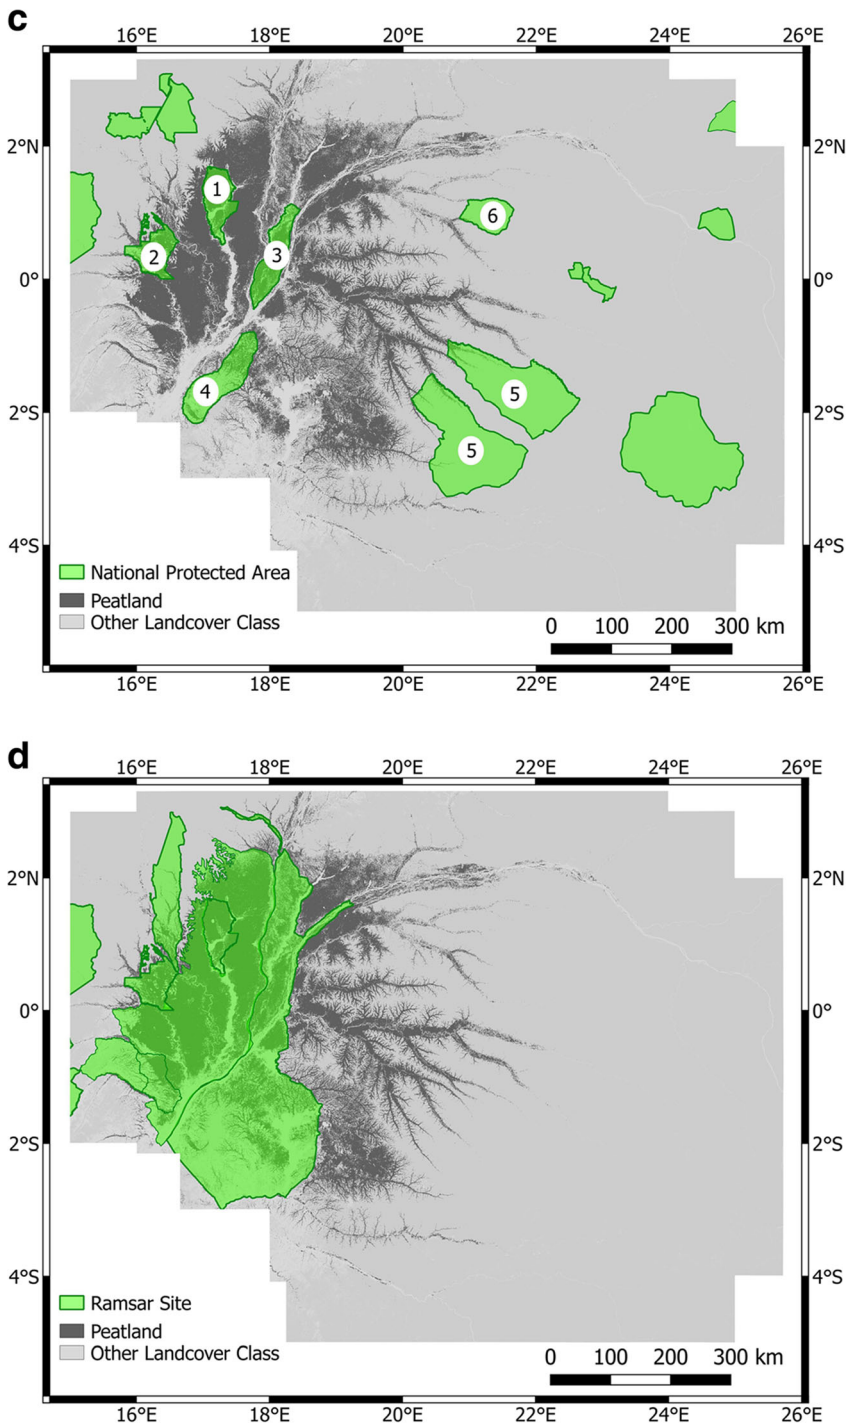 c
16°E 18°E 20°E 22°E 24°E 26°E
2°N 2°N
1
6
2
3
0° 0°
4
5
2°S 2°S
5
4°S 4°S
National Protected Area
Peatland
Other Landcover Class
0 100 200 300 km
16°E 18°E 20°E 22°E 24°E 26°E
d
16°E 18°E 20°E 22°E 24°E 26°E
2°N 2°N
0° 0°
2°S 2°S
4°S 4°S
Ramsar Site
Peatland
Other Landcover Class
0 100 200 300 km
16°E 18°E 20°E 22°E 24°E 26°E